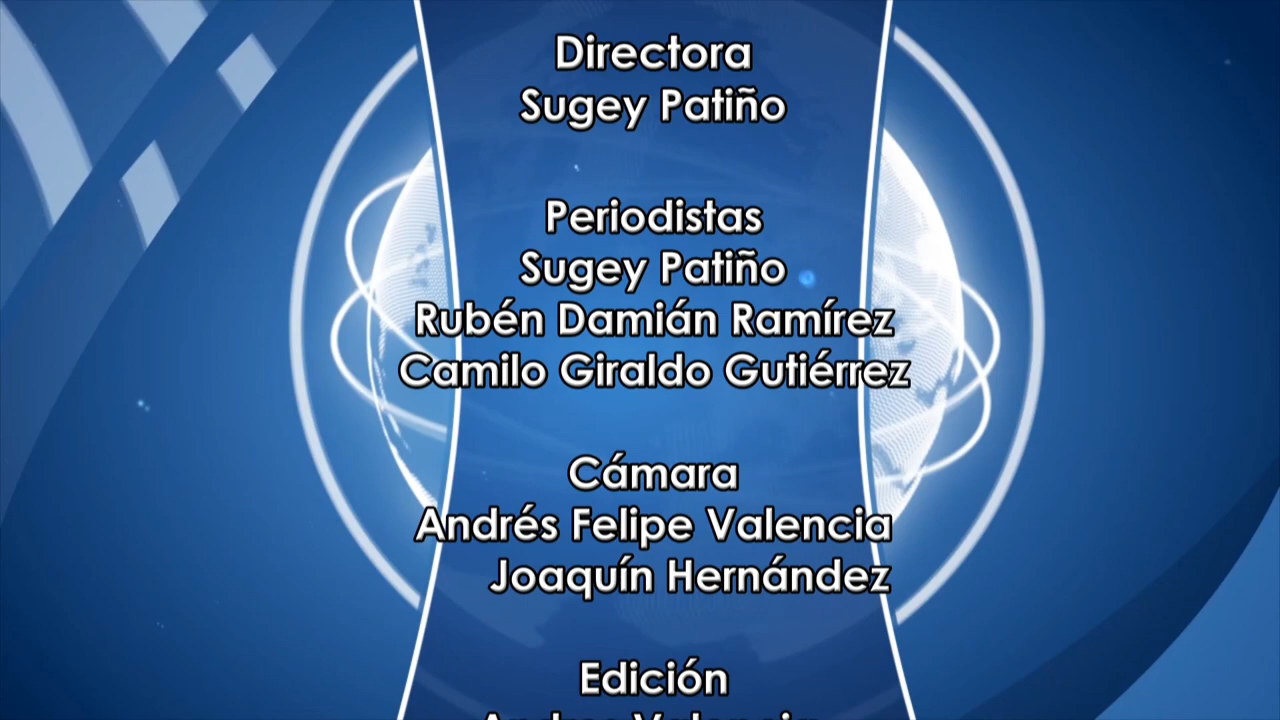 Directora
Sugey Patiño
Periodistas
Sugey Patiño
Rubén Damián Ramírez
Camilo Giraldo Gutiérrez
Cámara
Andrés Felipe Valencia
Joaquín Hernández
Edición